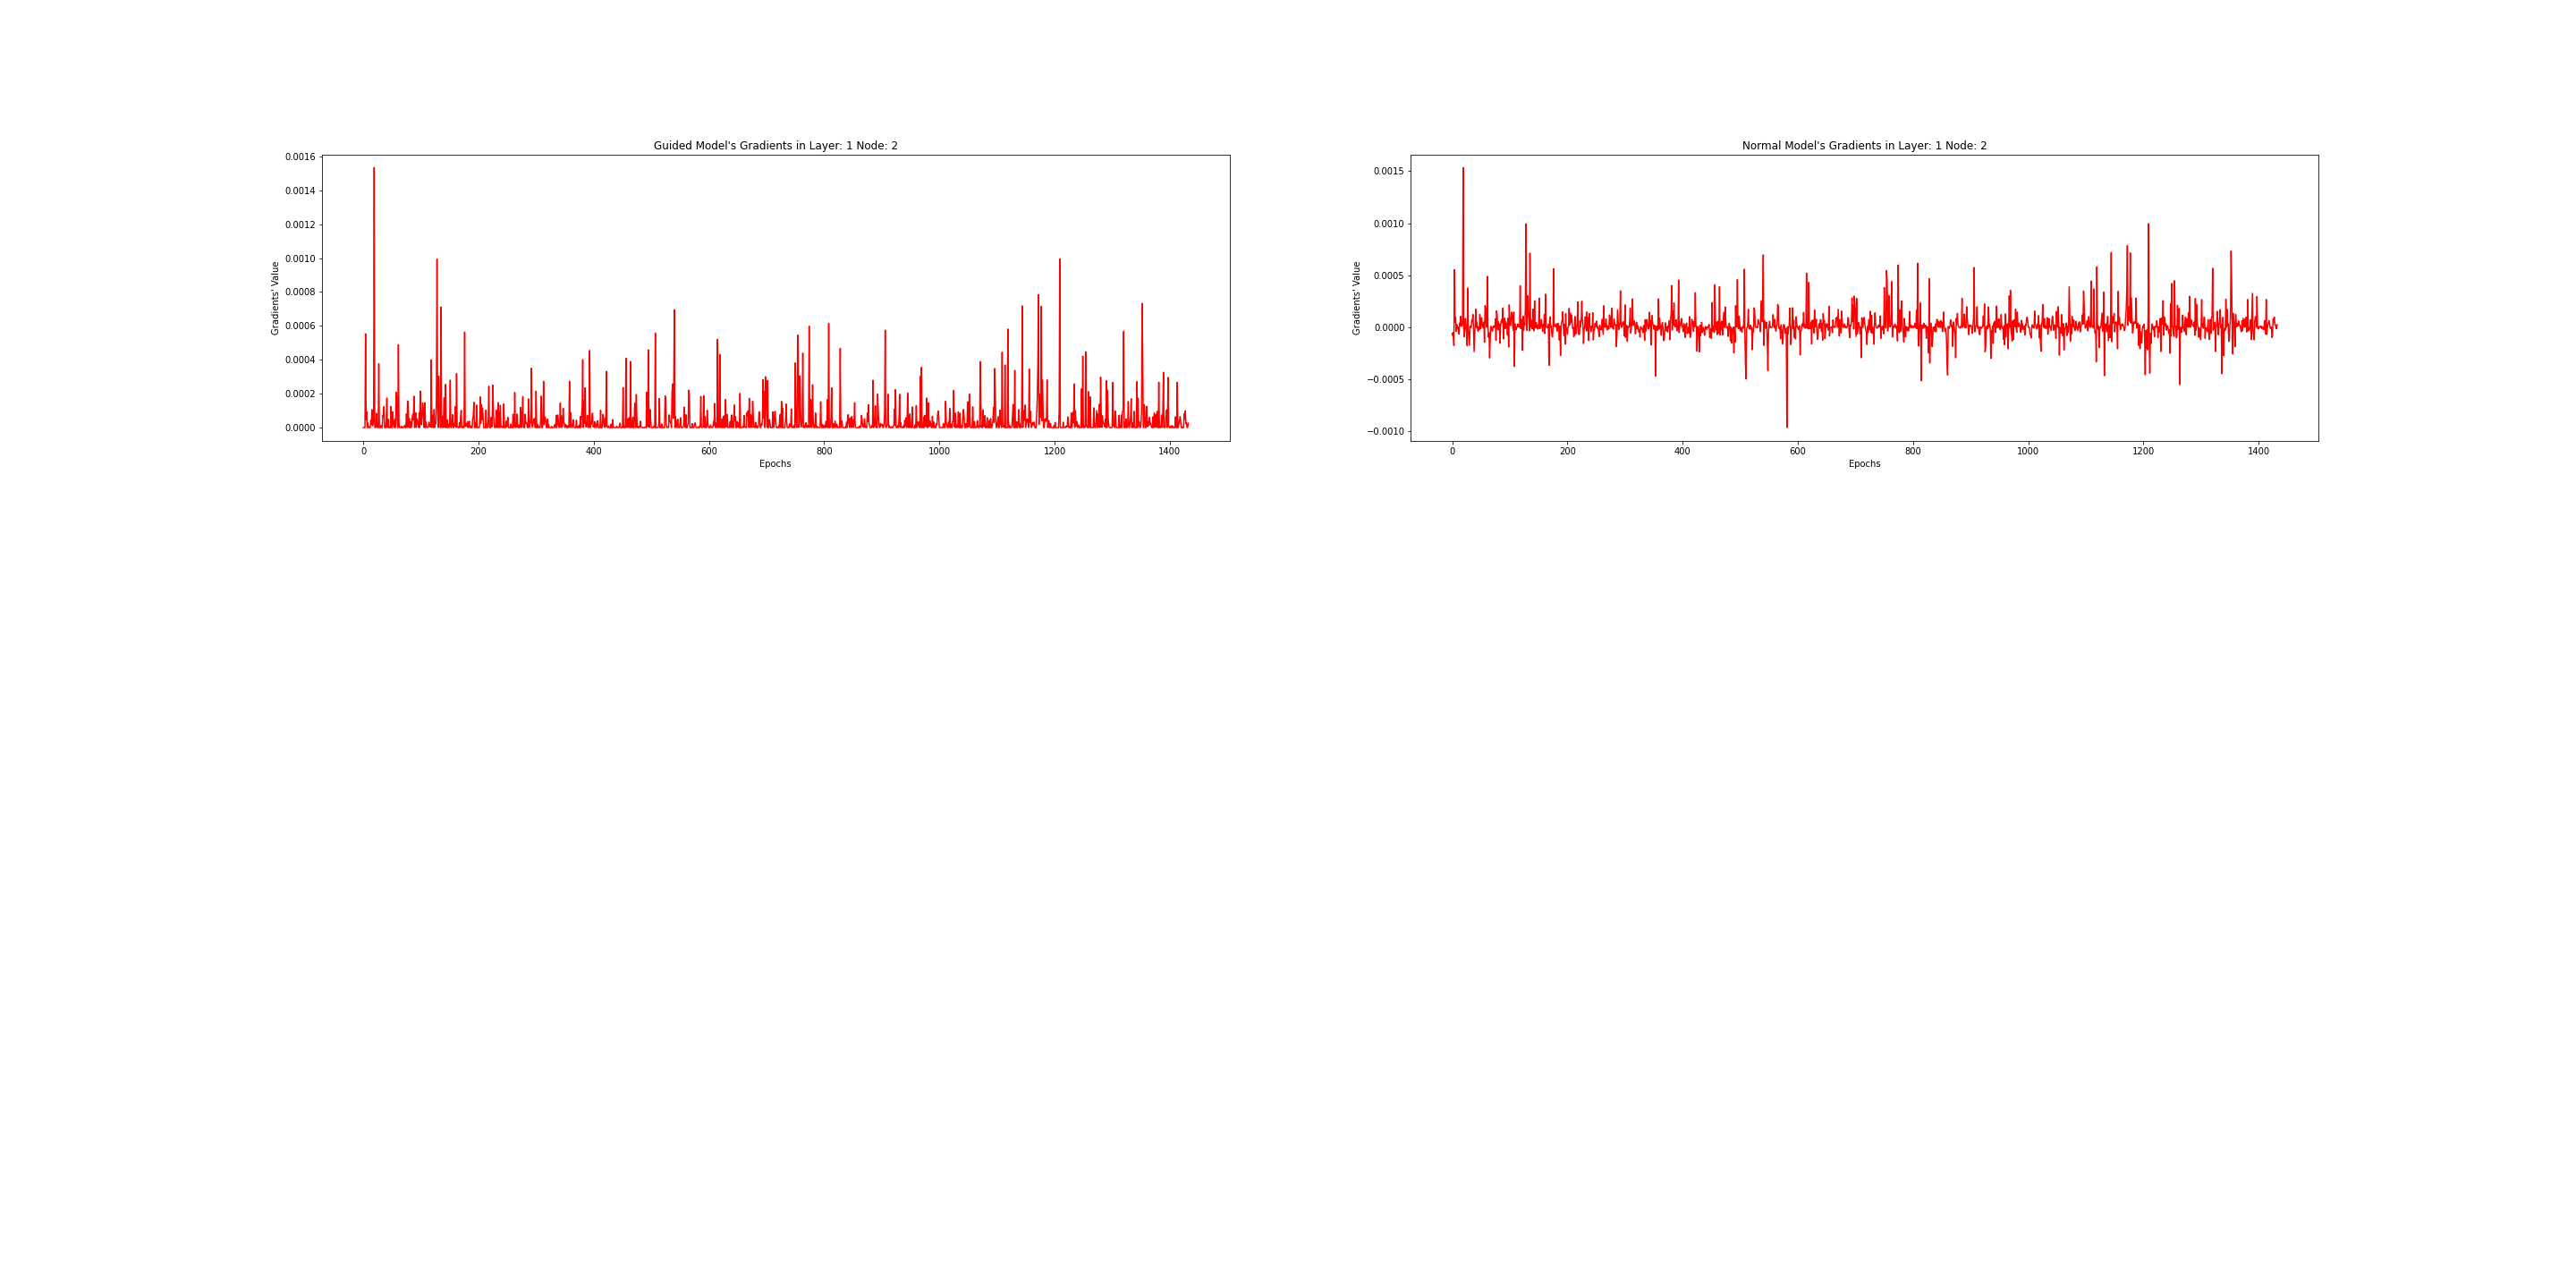 Guided Model's Gradients in Layer: 1 Node: 2
Gradients' Value
0.0016
0.0014
0.0012
0.0010
0.0008
0.0006
0.0004
0.0002
0.0000
0 200 400 600 800 1000 1200 1400
Epochs
Normal Model's Gradients in Layer: 1 Node: 2
Gradients' Value
0.0015
0.0010
0.0005
0.0000
−0.0005
−0.0010
0 200 400 600 800 1000 1200 1400
Epochs